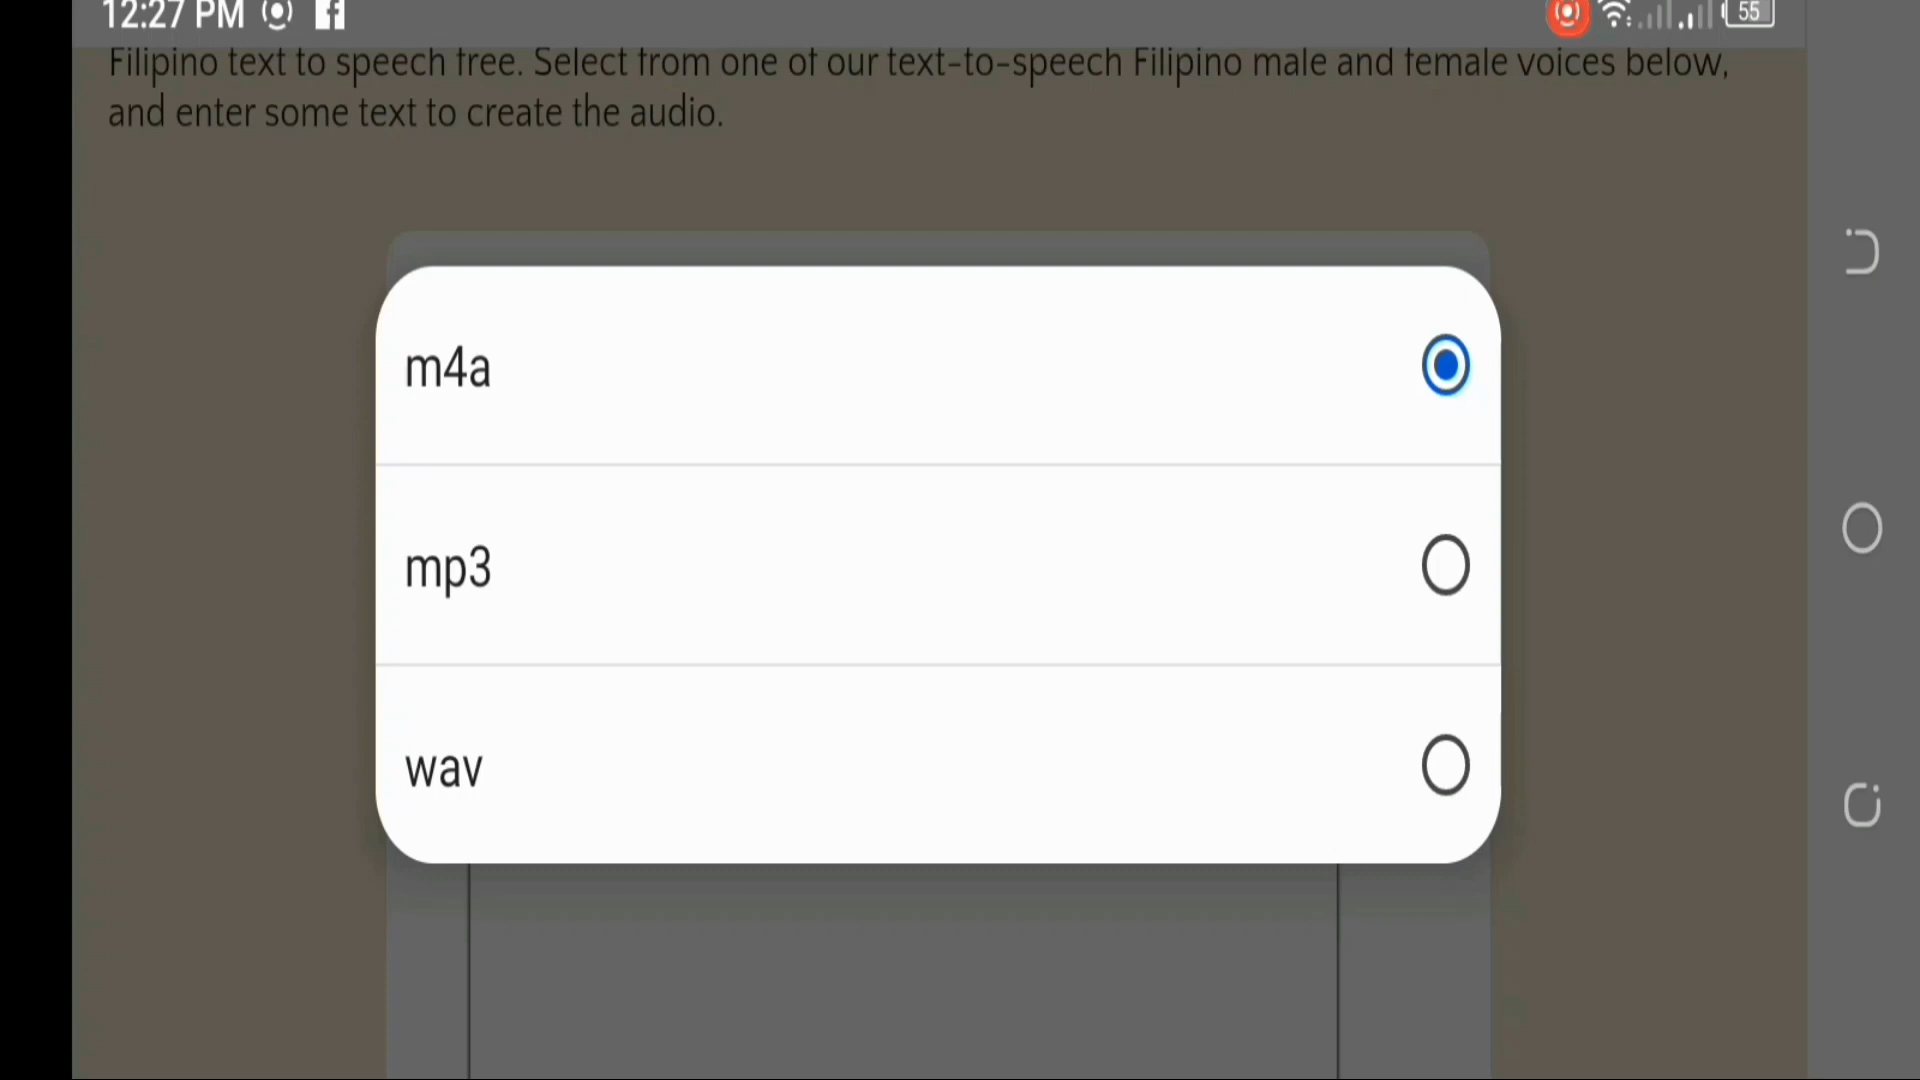 12:27 PM
55
Filipino text to speech free. Select from one of our text-to-speech Filipino male and female voices below,
and enter some text to create the audio.
m4a
mp3
wav